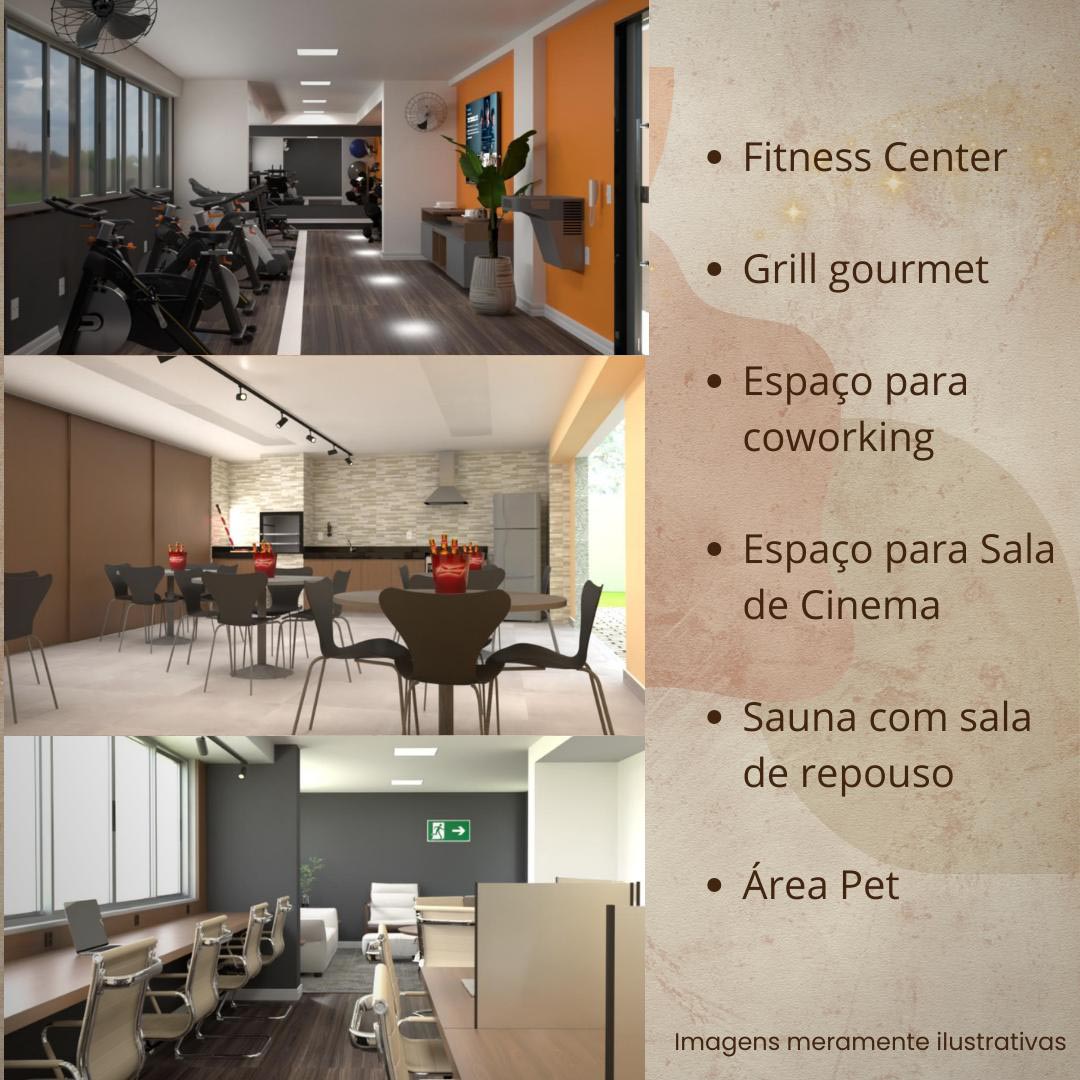 Fitness Center
Grill gourmet
Espaço para
coworking
Espaço para Sala
de Cinema
Sauna com sala
de repouso
Área Pet
Imagens meramente ilustrativas